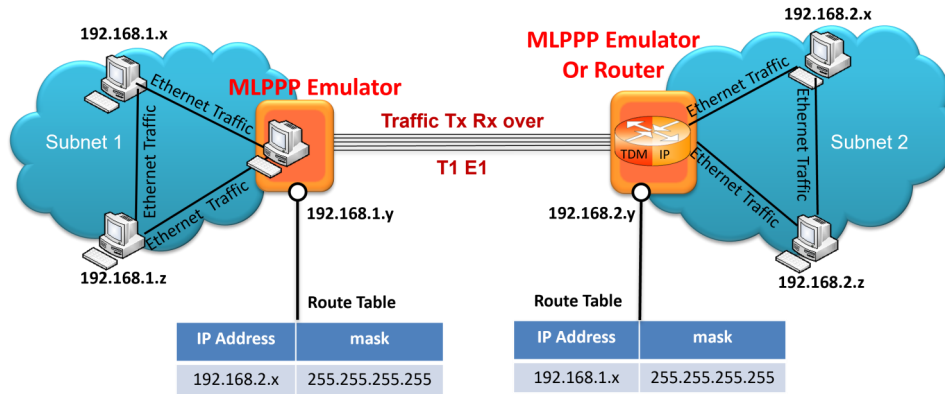 192.168.1.x
Ethernet Traffic
MLPPP Emulator
Subnet 1
Ethernet Traffic
Ethernet Traffic
192.168.1.z
192.168.1.y
Traffic Tx Rx over
T1 E1
MLPPP Emulator
Or Router
192.168.2.x
Ethernet Traffic
TDM
IP
Ethernet Traffic
Subnet 2
Ethernet Traffic
192.168.2.y
192.168.2.z
Route Table
IP Address mask
192.168.2.x 255.255.255.255
Route Table
IP Address mask
192.168.1.x 255.255.255.255